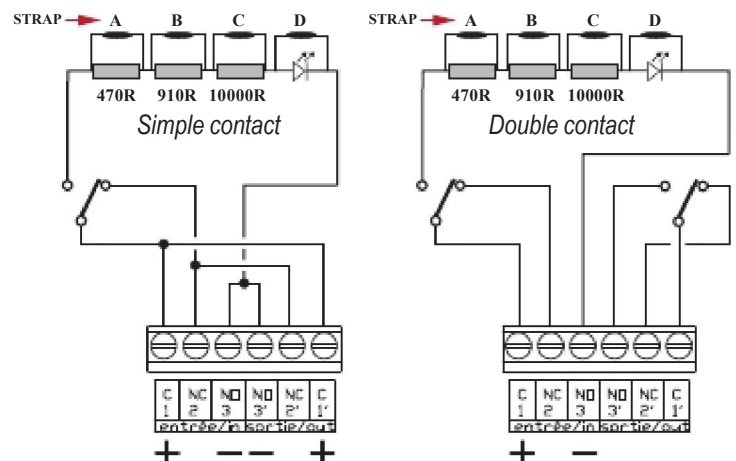 STRAP A B C D
470R 910R 10000R
Simple contact
C NC NO NO NC C
1 2 3 3' 2' 1'
entrée/in sortie/out
+ − − +
STRAP A B C D
470R 910R 10000R
Double contact
C NC NO NO NC C
1 2 3 3' 2' 1'
entrée/in sortie/out
+ −